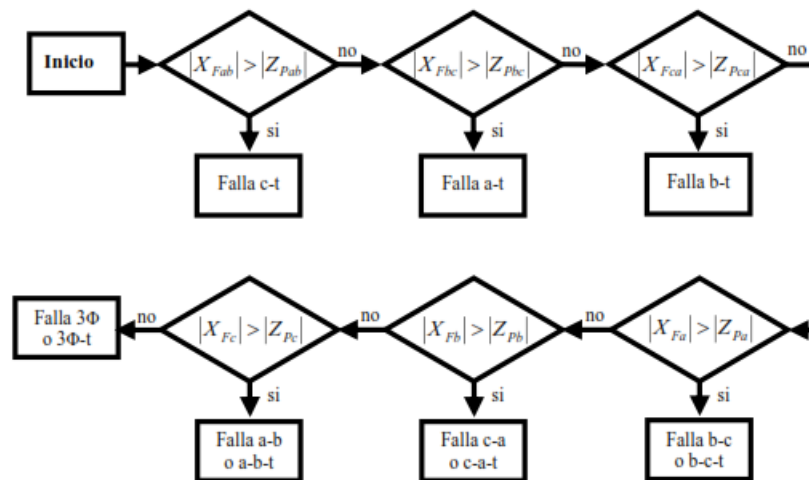 Inicio
|X_Fab| > |Z_Pab|
no
|X_Fbc| > |Z_Pbc|
no
|X_Fca| > |Z_Pca|
no
si
si
si
Falla c-t
Falla a-t
Falla b-t
Falla 3Φ
o 3Φ-t
no
|X_Fc| > |Z_Pc|
no
|X_Fb| > |Z_Pb|
no
|X_Fa| > |Z_Pa|
si
si
si
Falla a-b
o a-b-t
Falla c-a
o c-a-t
Falla b-c
o b-c-t